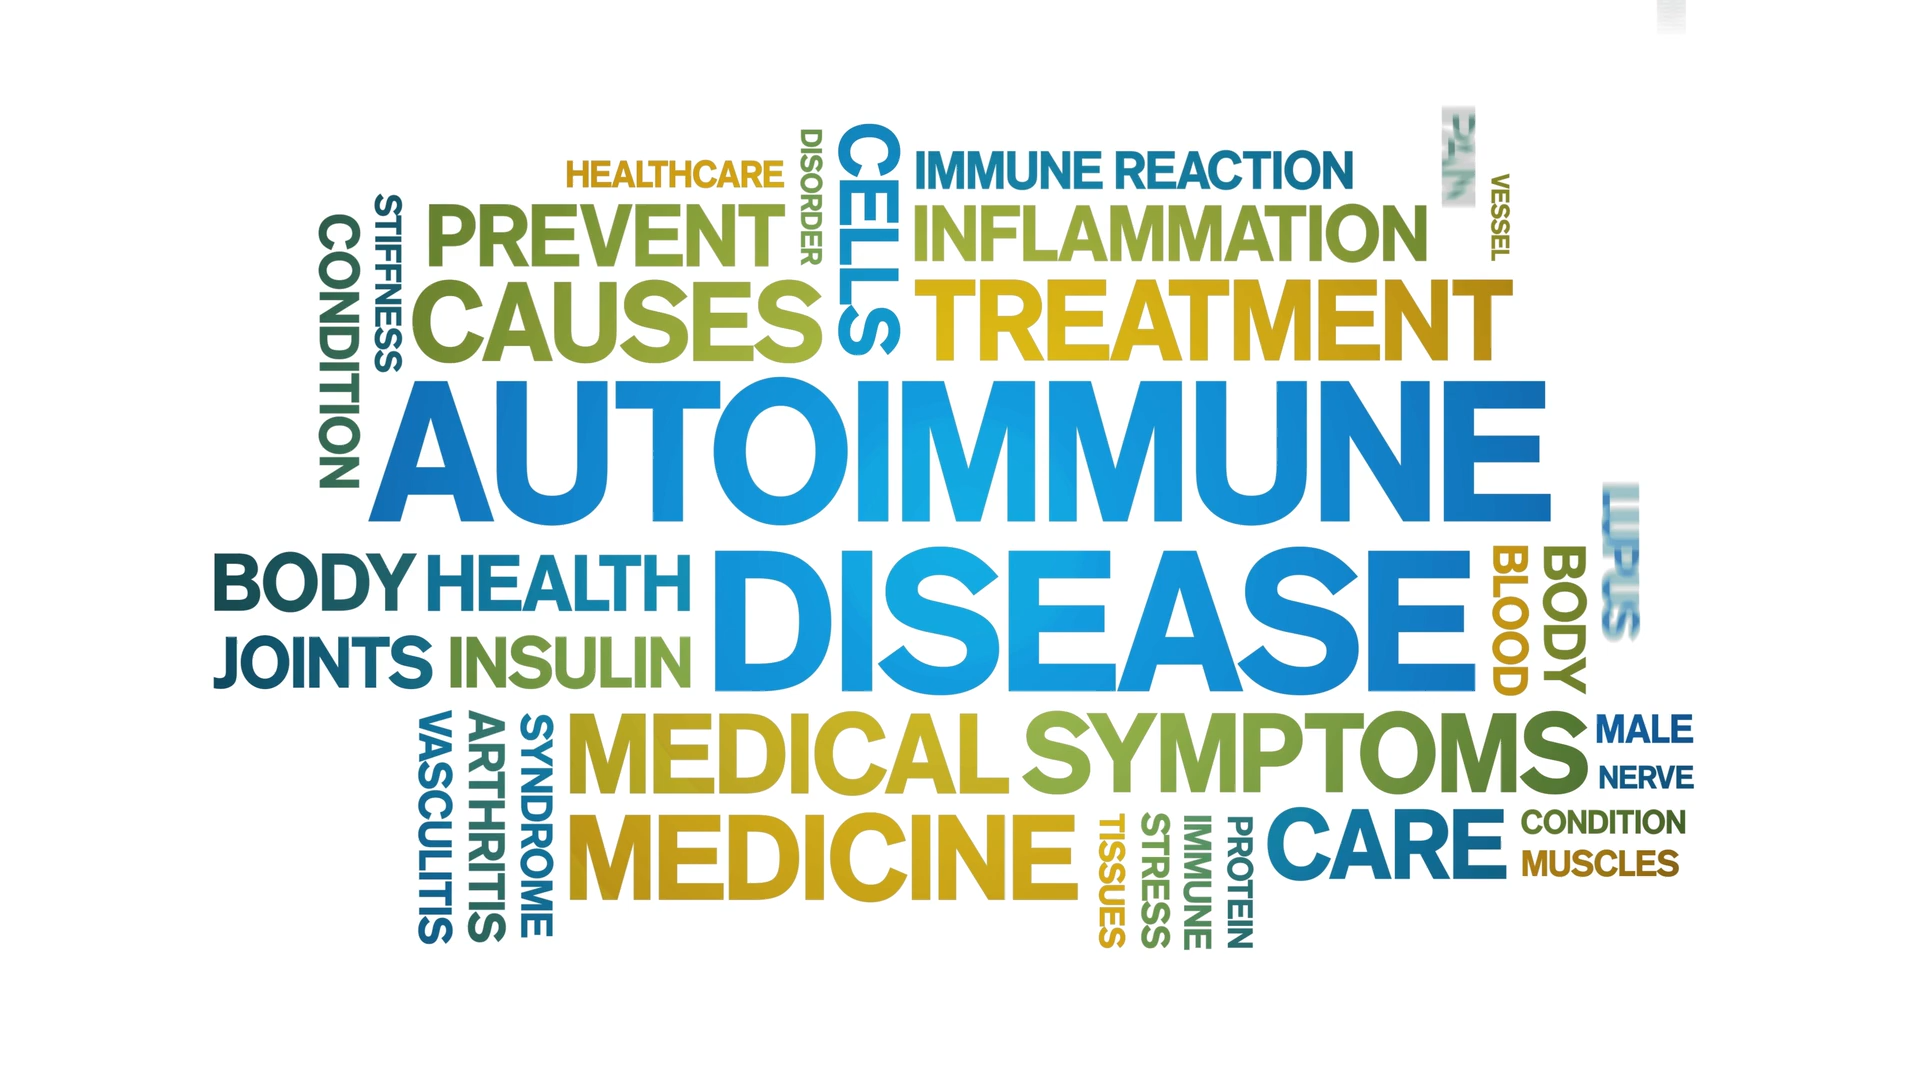 HEALTHCARE
DISORDER
CELLS
IMMUNE REACTION
VESSEL
STIFFNESS
CONDITION
PREVENT
INFLAMMATION
CAUSES
TREATMENT
AUTOIMMUNE
LUPUS
BODY
HEALTH
DISEASE
BLOOD
BODY
JOINTS
INSULIN
VASCULITIS
ARTHRITIS
SYNDROME
MEDICAL
SYMPTOMS
MALE
NERVE
MEDICINE
TISSUES
STRESS
IMMUNE
PROTEIN
CARE
CONDITION
MUSCLES